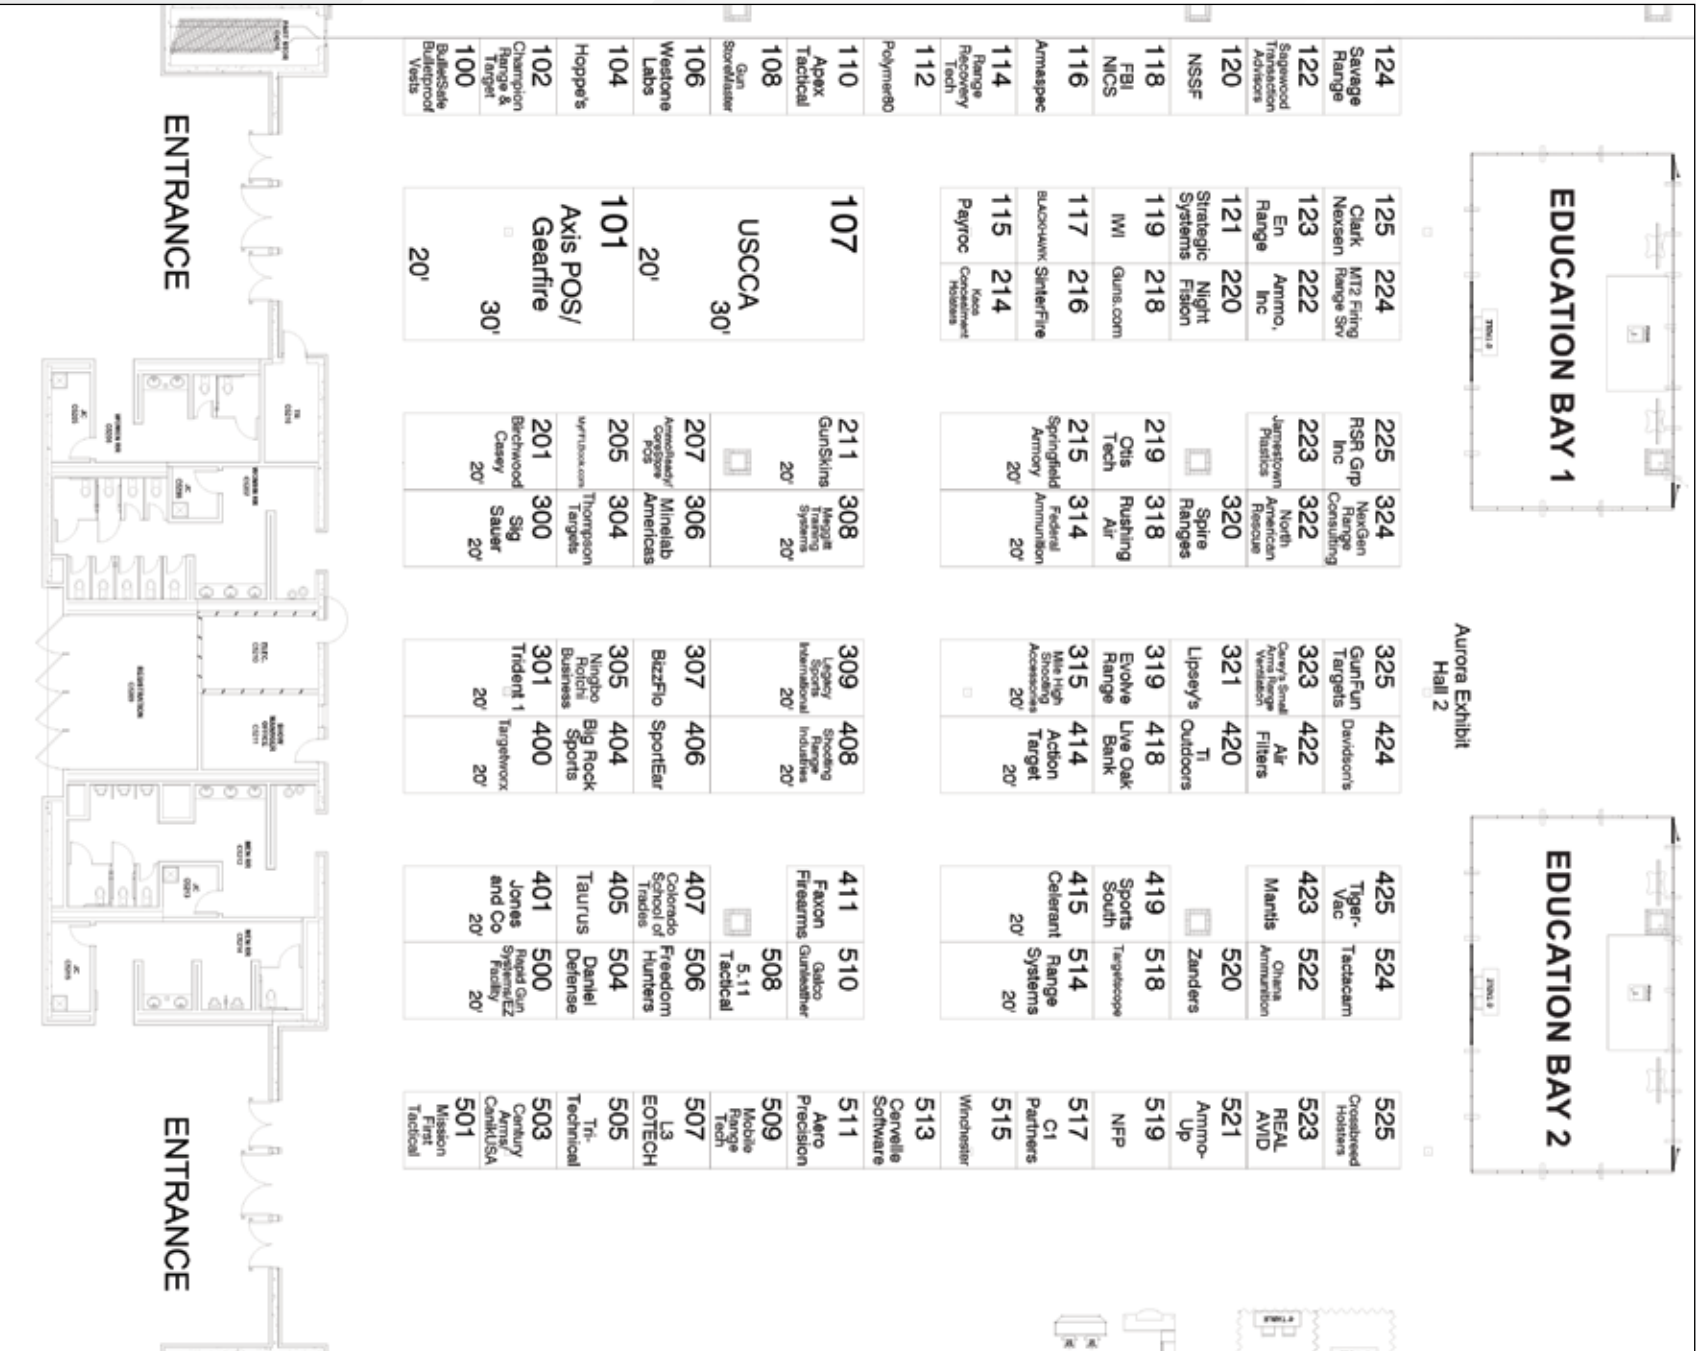 124
Savage
Range
122
Sagewood
Transaction
Advisors
120
NSSF
118
FBI
NICS
116
Armaspec
114
Range
Recovery
Tech
112
Polymer80
110
Apex
Tactical
108
Gun
StoreMaster
106
Westone
Labs
104
Hoppe's
102
Champion
Range &
Target
100
BulletSafe
Bulletproof
Vests
ENTRANCE
EDUCATION BAY 1
125
Clark
Nexsen
123
En
Range
121
Strategic
Systems
119
IWI
117
BLACKHAWK
115
Payroc
107
USCCA
20'
30'
101
Axis POS/
Gearfire
20'
30'
224
MT2 Firing
Range Srv
222
Ammo,
Inc
220
Night
Fision
218
Guns.com
216
SinterFire
214
Kaos
Concealment
Holsters
225
RSR Grp
Inc
223
Jamestown
Plastics
219
Otis
Tech
215
Springfield
Armory
20'
211
GunSkins
20'
207
AmmoReady/
CoreStore/
POS
205
MyFFLBook.com
201
Birchwood
Casey
20'
324
NexGen
Range
Consulting
322
North
American
Rescue
320
Spire
Ranges
318
Rushing
Air
314
Federal
Ammunition
20'
308
Meggitt
Training
Systems
20'
306
Minelab
Americas
304
Thompson
Targets
300
Sig
Sauer
20'
Aurora Exhibit
Hall 2
325
GunFun
Targets
323
Carey's Small
Arms Range
Ventilation
321
Lipsey's
319
Evolve
Range
315
Mile High
Shooting
Accessories
20'
309
Legacy
Sports
International
20'
307
BizzFlo
305
Ningbo
Rotchi
Business
301
Trident 1
20'
424
Davidson's
422
Air
Filters
420
Ti
Outdoors
418
Live Oak
Bank
414
Action
Target
20'
408
Shooting
Range
Industries
20'
406
SportEar
404
Big Rock
Sports
400
Targetworx
20'
EDUCATION BAY 2
425
Tiger-
Vac
423
Mantis
419
Sports
South
415
Celerant
20'
411
Faxon
Firearms
407
Colorado
School of
Trades
405
Taurus
401
Jones
and Co
20'
524
Tactacam
522
Ohana
Ammunition
520
Zanders
518
Targetscope
514
Range
Systems
20'
510
Galco
Gunleather
508
5.11
Tactical
506
Freedom
Hunters
504
Daniel
Defense
500
Rapid Gun
Systems/EZ
Facility
20'
525
Crossbreed
Holsters
523
REAL
AVID
521
Ammo-
Up
519
NFP
517
C1
Partners
515
Winchester
513
Cervelle
Software
511
Aero
Precision
509
Mobile
Range
Tech
507
L3
EOTECH
505
Tri-
Technical
503
Century
Arms/
CanikUSA
501
Mission
First
Tactical
ENTRANCE